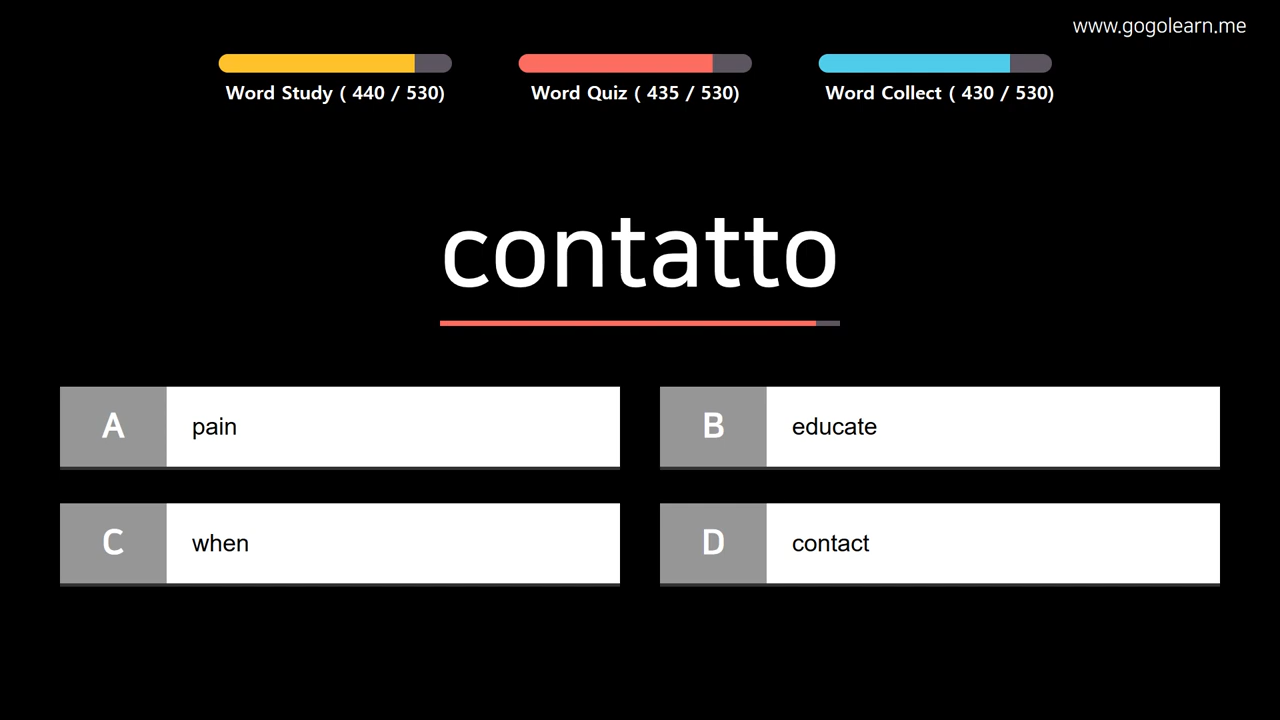 www.gogolearn.me
Word Study ( 440 / 530)
Word Quiz ( 435 / 530)
Word Collect ( 430 / 530)
contatto
A pain
B educate
C when
D contact